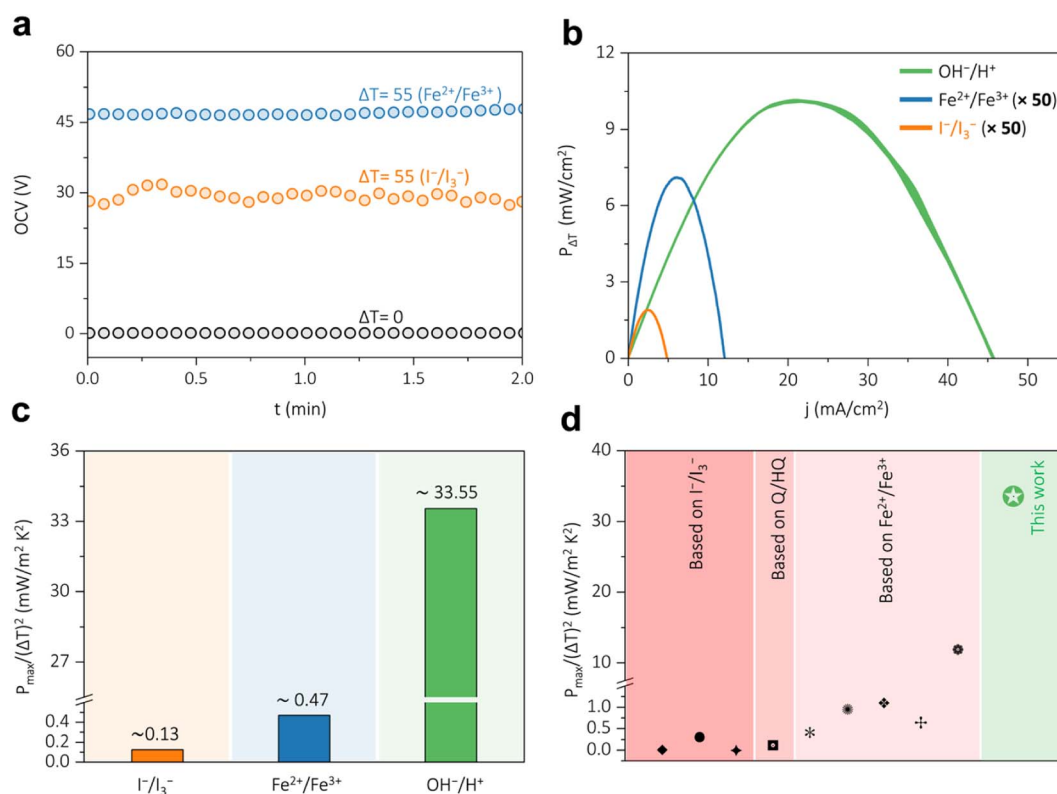 a
60
45
30
15
0
OCV (V)
ΔT= 55 (Fe²⁺/Fe³⁺)
ΔT= 55 (I⁻/I₃⁻)
ΔT= 0
0.0 0.5 1.0 1.5 2.0
t (min)
b
12
9
6
3
0
P_ΔT (mW/cm²)
OH⁻/H⁺
Fe²⁺/Fe³⁺ (× 50)
I⁻/I₃⁻ (× 50)
0 10 20 30 40 50
j (mA/cm²)
c
36
33
30
27
0.4
0.2
0.0
P_max/(ΔT)² (mW/m² K²)
~0.13
~ 0.47
~ 33.55
I⁻/I₃⁻ Fe²⁺/Fe³⁺ OH⁻/H⁺
d
40
30
20
10
1.0
0.5
0.0
P_max/(ΔT)² (mW/m² K²)
Based on I⁻/I₃⁻
Based on Q/HQ
Based on Fe²⁺/Fe³⁺
This work